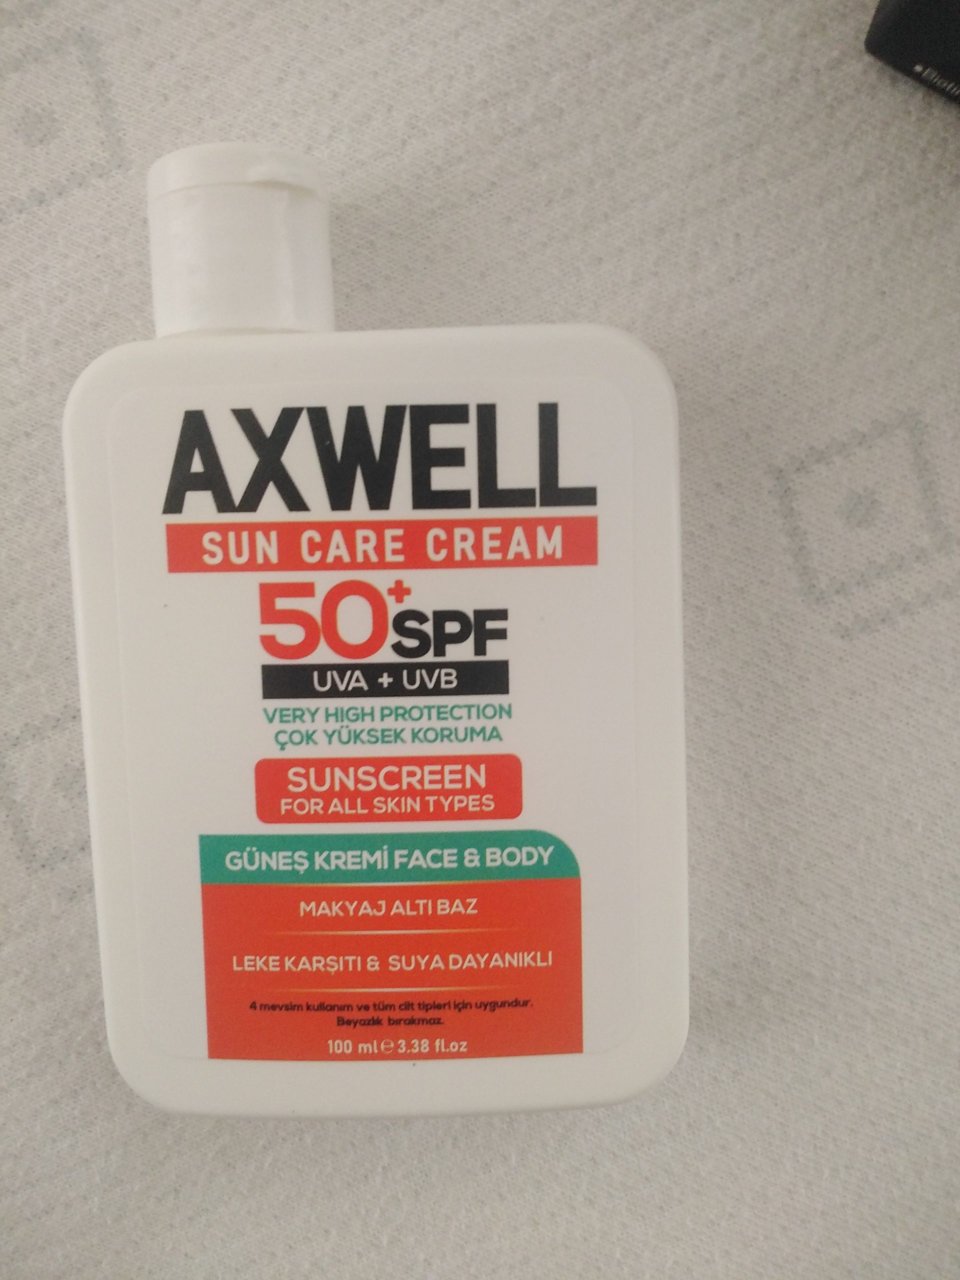 AXWELL
SUN CARE CREAM
50+ SPF
UVA + UVB
VERY HIGH PROTECTION
ÇOK YÜKSEK KORUMA
SUNSCREEN
FOR ALL SKIN TYPES
GÜNEŞ KREMİ FACE & BODY
MAKYAJ ALTI BAZ
LEKE KARŞITI & SUYA DAYANIKLI
4 mevsim kullanım ve tüm cilt tipleri için uygundur.
Beyazlık bırakmaz.
100 ml ℮ 3.38 fl.oz